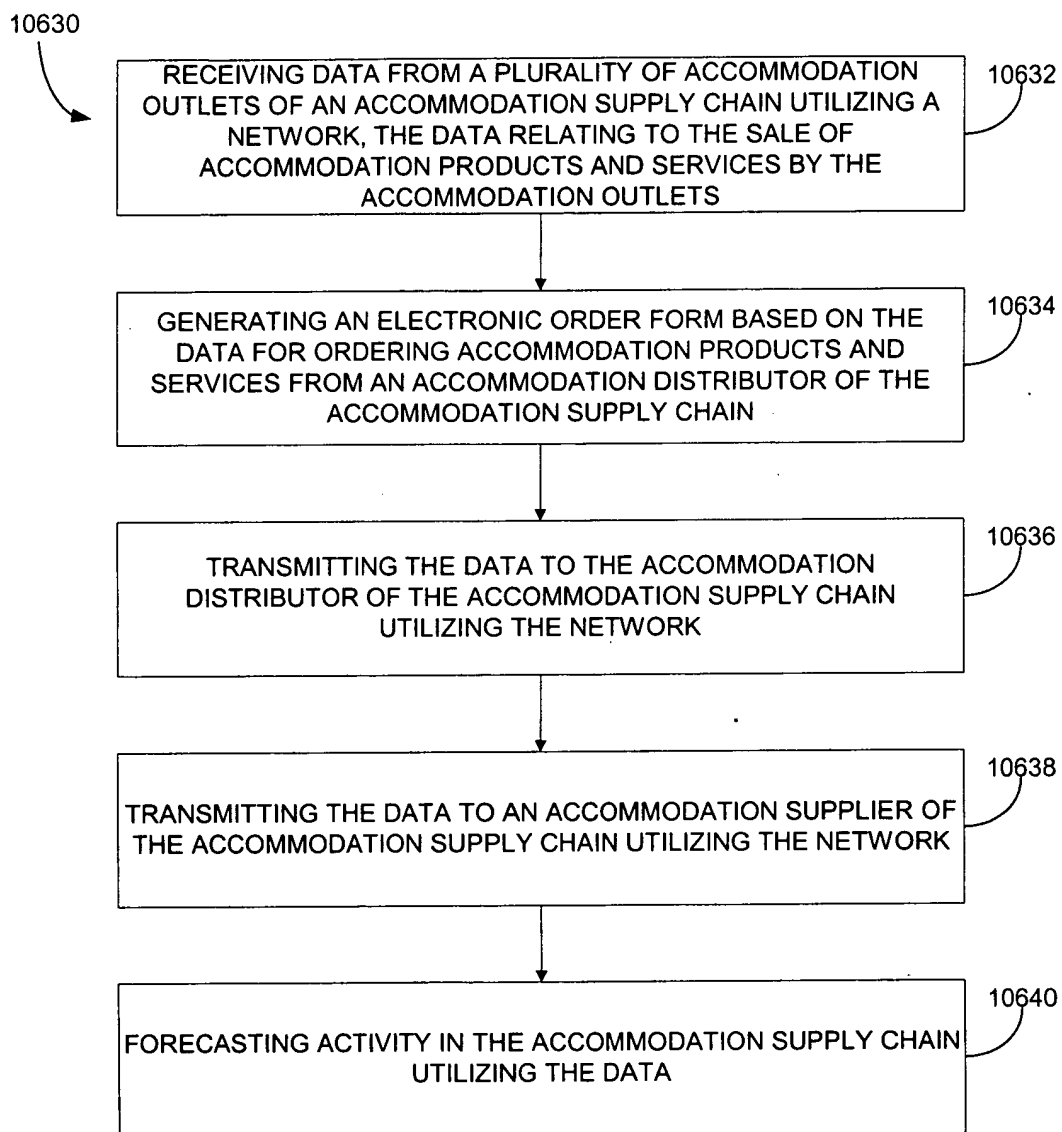 10630
RECEIVING DATA FROM A PLURALITY OF ACCOMMODATION
OUTLETS OF AN ACCOMMODATION SUPPLY CHAIN UTILIZING A
NETWORK, THE DATA RELATING TO THE SALE OF
ACCOMMODATION PRODUCTS AND SERVICES BY THE
ACCOMMODATION OUTLETS
10632
GENERATING AN ELECTRONIC ORDER FORM BASED ON THE
DATA FOR ORDERING ACCOMMODATION PRODUCTS AND
SERVICES FROM AN ACCOMMODATION DISTRIBUTOR OF THE
ACCOMMODATION SUPPLY CHAIN
10634
TRANSMITTING THE DATA TO THE ACCOMMODATION
DISTRIBUTOR OF THE ACCOMMODATION SUPPLY CHAIN
UTILIZING THE NETWORK
10636
TRANSMITTING THE DATA TO AN ACCOMMODATION SUPPLIER OF
THE ACCOMMODATION SUPPLY CHAIN UTILIZING THE NETWORK
10638
FORECASTING ACTIVITY IN THE ACCOMMODATION SUPPLY CHAIN
UTILIZING THE DATA
10640